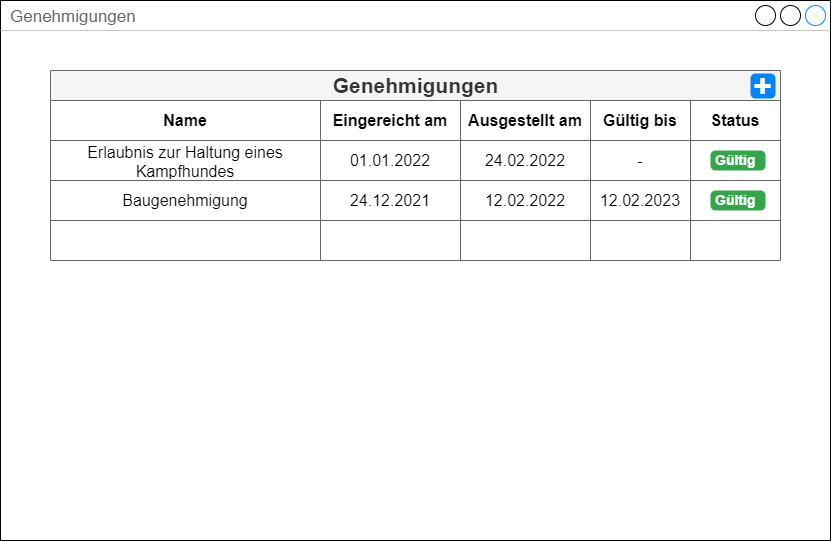 Genehmigungen
Genehmigungen
Name Eingereicht am Ausgestellt am Gültig bis Status
Erlaubnis zur Haltung eines
Kampfhundes
01.01.2022 24.02.2022 - Gültig
Baugenehmigung 24.12.2021 12.02.2022 12.02.2023 Gültig